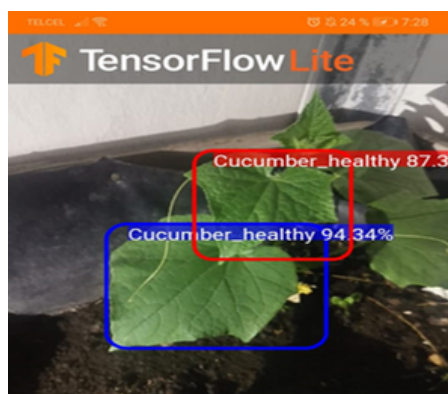 TELCEL 24 % 7:28
TensorFlow Lite
Cucumber_healthy 87.3
Cucumber_healthy 94.34%